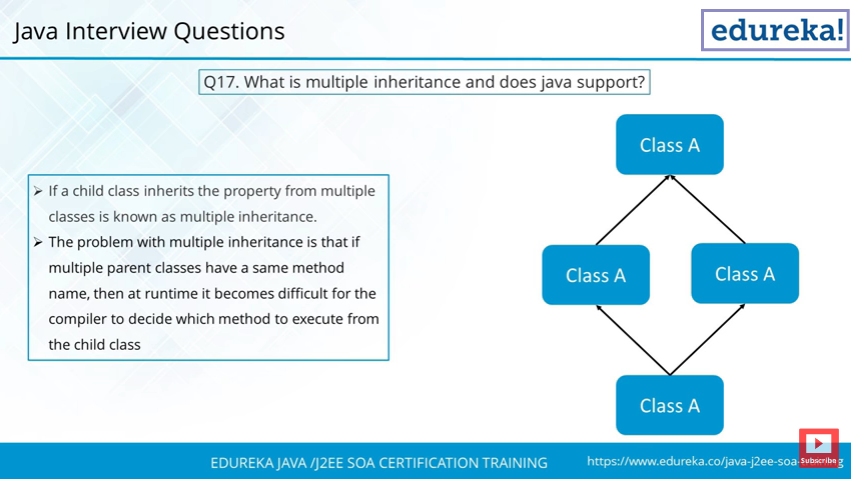 Java Interview Questions
edureka!
Q17. What is multiple inheritance and does java support?
➢ If a child class inherits the property from multiple
classes is known as multiple inheritance.
➢ The problem with multiple inheritance is that if
multiple parent classes have a same method
name, then at runtime it becomes difficult for the
compiler to decide which method to execute from
the child class
Class A
Class A
Class A
Class A
EDUREKA JAVA /J2EE SOA CERTIFICATION TRAINING
https://www.edureka.co/java-j2ee-soa-
Subscribe